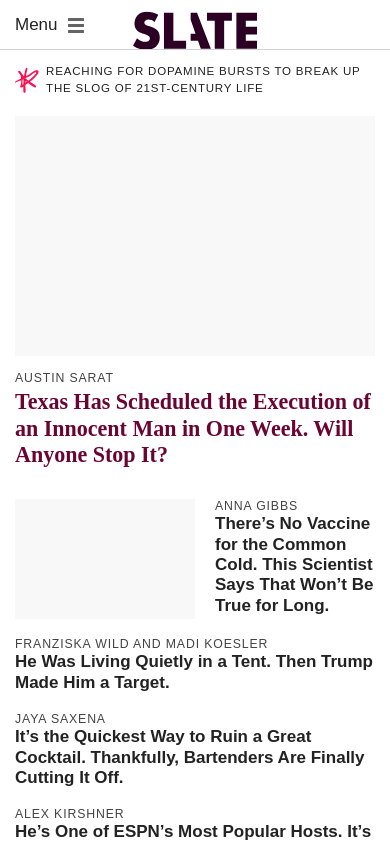 Menu
SLATE
REACHING FOR DOPAMINE BURSTS TO BREAK UP
THE SLOG OF 21ST-CENTURY LIFE
AUSTIN SARAT
Texas Has Scheduled the Execution of
an Innocent Man in One Week. Will
Anyone Stop It?
ANNA GIBBS
There’s No Vaccine
for the Common
Cold. This Scientist
Says That Won’t Be
True for Long.
FRANZISKA WILD AND MADI KOESLER
He Was Living Quietly in a Tent. Then Trump
Made Him a Target.
JAYA SAXENA
It’s the Quickest Way to Ruin a Great
Cocktail. Thankfully, Bartenders Are Finally
Cutting It Off.
ALEX KIRSHNER
He’s One of ESPN’s Most Popular Hosts. It’s